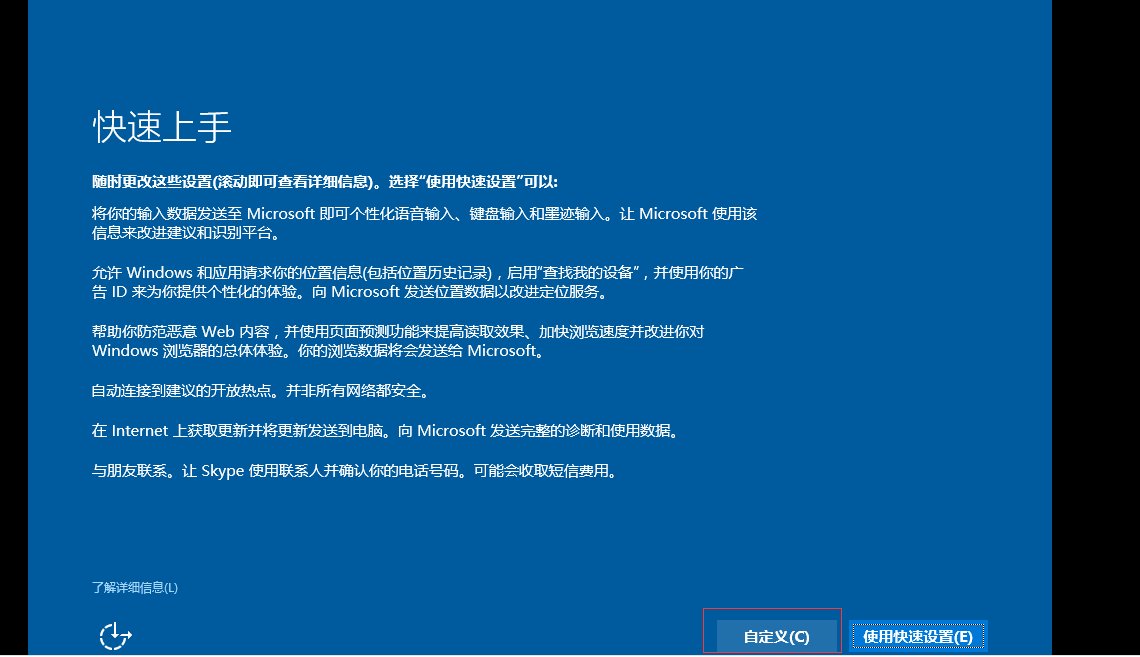 快速上手
随时更改这些设置(滚动即可查看详细信息)。选择“使用快速设置”可以:
将你的输入数据发送至 Microsoft 即可个性化语音输入、键盘输入和墨迹输入。让 Microsoft 使用该
信息来改进建议和识别平台。
允许 Windows 和应用请求你的位置信息(包括位置历史记录)，启用“查找我的设备”，并使用你的广
告 ID 来为你提供个性化的体验。向 Microsoft 发送位置数据以改进定位服务。
帮助你防范恶意 Web 内容，并使用页面预测功能来提高读取效果、加快浏览速度并改进你对
Windows 浏览器的总体体验。你的浏览数据将会发送给 Microsoft。
自动连接到建议的开放热点。并非所有网络都安全。
在 Internet 上获取更新并将更新发送到电脑。向 Microsoft 发送完整的诊断和使用数据。
与朋友联系。让 Skype 使用联系人并确认你的电话号码。可能会收取短信费用。
了解详细信息(L)
自定义(C) 使用快速设置(E)